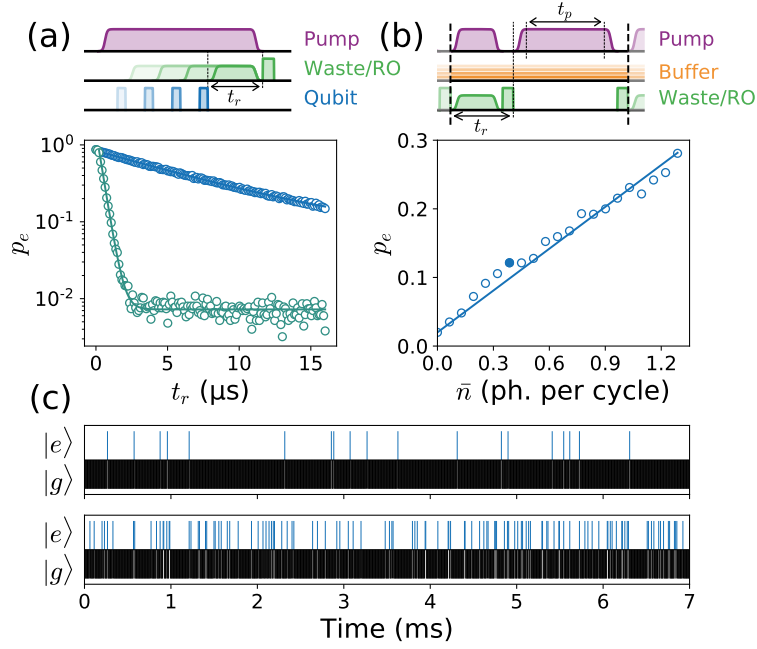 (a)
Pump
Waste/RO
Qubit
t_r
10^0
10^{-1}
10^{-2}
p_e
0 5 10 15
t_r (μs)
(b)
t_p
Pump
Buffer
Waste/RO
t_r
0.3
0.2
0.1
0.0
p_e
0.0 0.3 0.6 0.9 1.2
n̄ (ph. per cycle)
(c)
|e⟩
|g⟩
|e⟩
|g⟩
0 1 2 3 4 5 6 7
Time (ms)